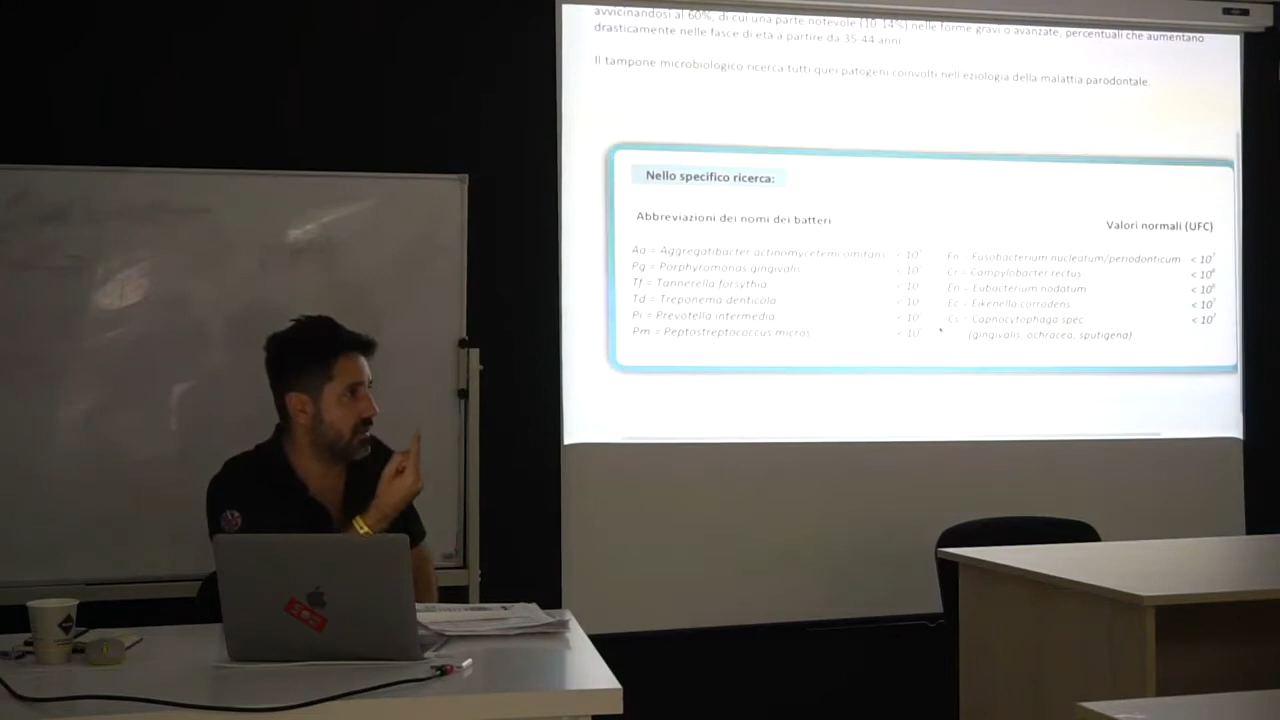 avvicinandosi al 60%, di cui una parte notevole (10-14%) nelle forme gravi o avanzate, percentuali che aumentano
drasticamente nelle fasce di età a partire da 35-44 anni
Il tampone microbiologico ricerca tutti quei patogeni coinvolti nell'eziologia della malattia parodontale.
Nello specifico ricerca:
Abbreviazioni dei nomi dei batteri
Valori normali (UFC)
Aa = Aggregatibacter actinomycetemcomitans
Pg = Porphyromonas gingivalis
Tf = Tannerella forsythia
Td = Treponema denticola
Pi = Prevotella intermedia
Pm = Peptostreptococcus micros
Fn = Fusobacterium nucleatum/periodonticum
Cr = Campylobacter rectus
En = Eubacterium nodatum
Ec = Eikenella corrodens
Cs = Capnocytophaga spec
(gingivalis, ochracea, sputigena)